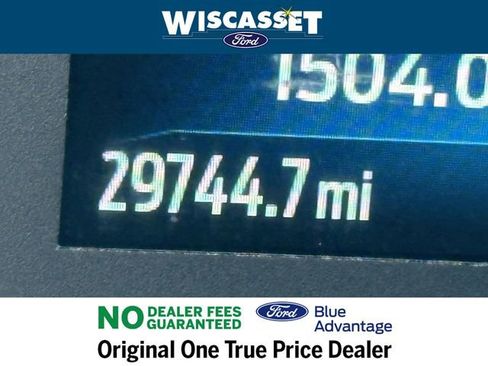 WISCASSET
Ford
1504.0
29744.7 mi
NO DEALER FEES GUARANTEED
Ford Blue Advantage
Original One True Price Dealer